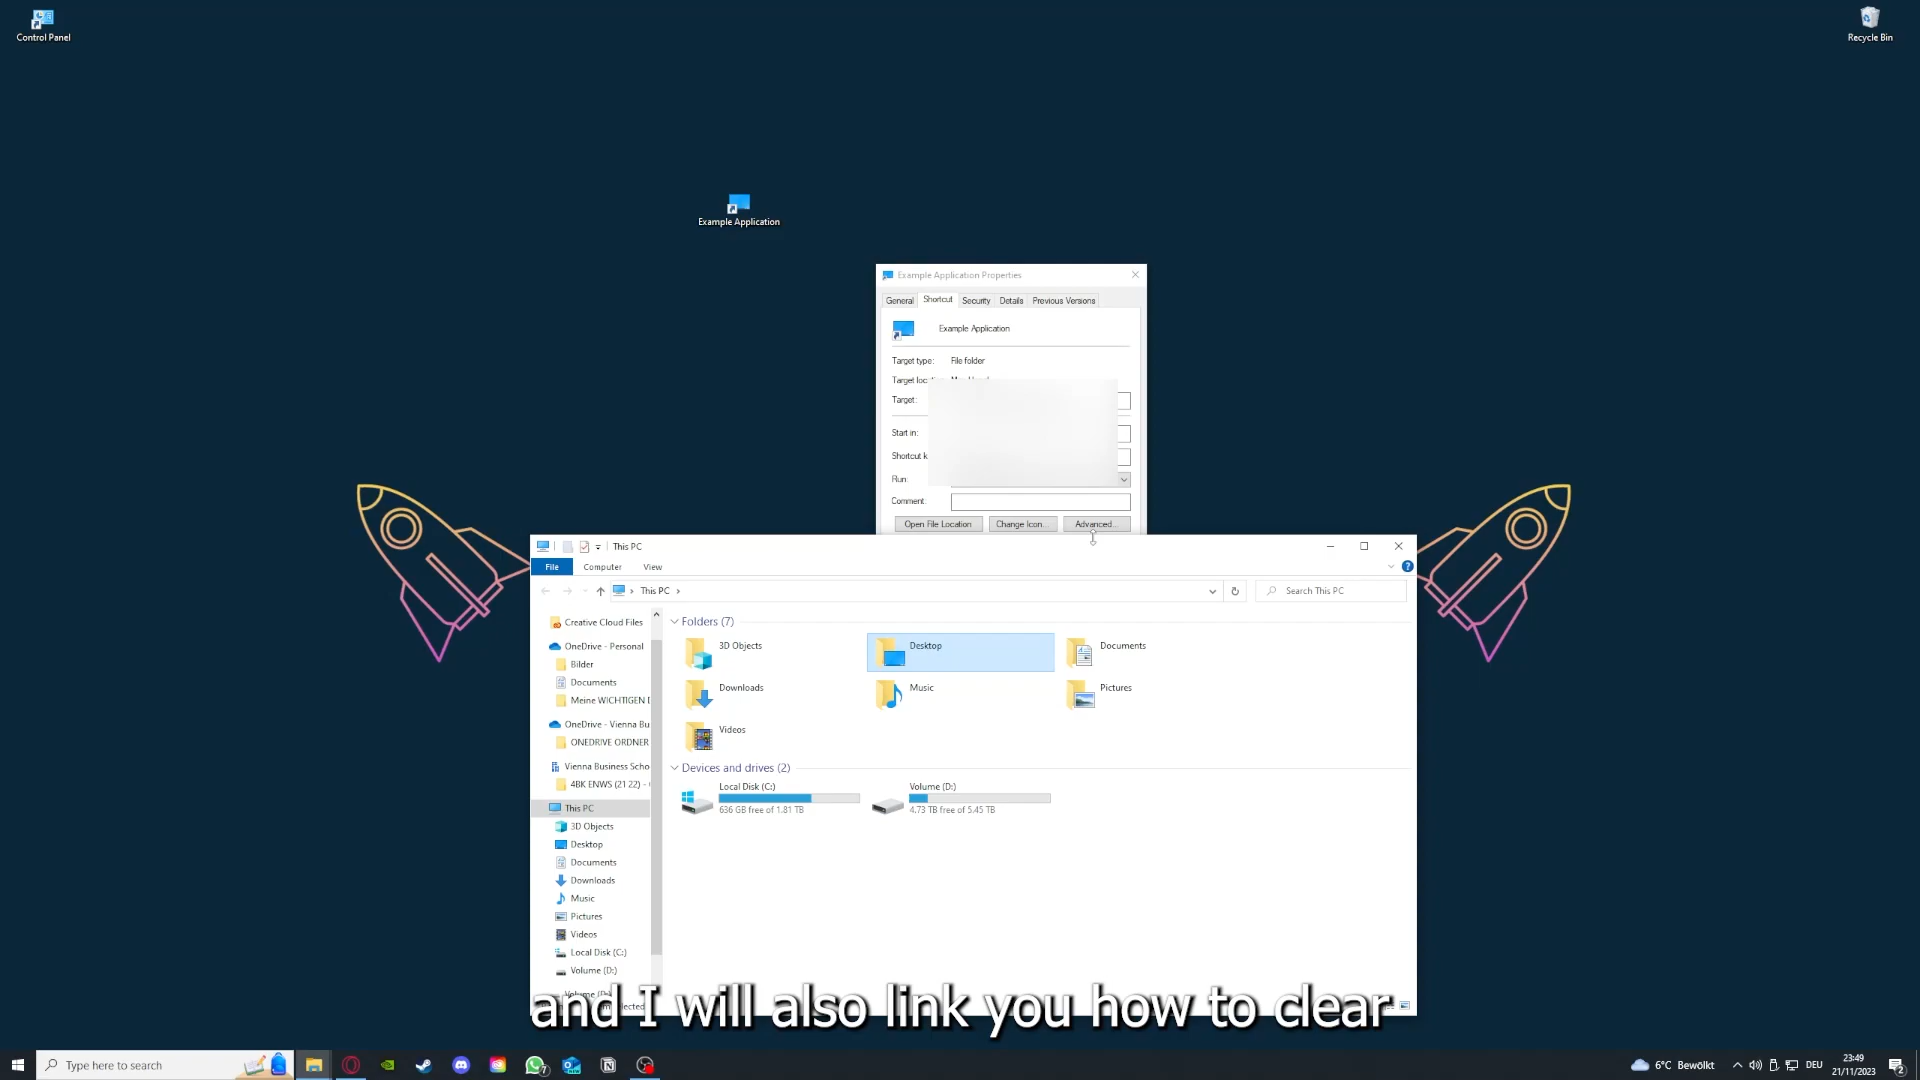 Control Panel
Recycle Bin
Example Application
Example Application Properties
General Shortcut Security Details Previous Versions
Example Application
Target type: File folder
Target:
Start in:
Shortcut
Run:
Comment:
Open File Location Change Icon... Advanced...
This PC
File Computer View
This PC
Search This PC
Creative Cloud Files
OneDrive - Personal
Bilder
Documents
Meine WICHTIGEN
OneDrive - Vienna Bu
ONEDRIVE ORDNER
Vienna Business Scho
4BK ENWS (21 22) -
This PC
3D Objects
Desktop
Documents
Downloads
Music
Pictures
Videos
Local Disk (C:)
Volume (D:)
Folders (7)
3D Objects
Desktop
Documents
Downloads
Music
Pictures
Videos
Devices and drives (2)
Local Disk (C:)
636 GB free of 1.81 TB
Volume (D:)
4.73 TB free of 5.45 TB
and I will also link you how to clear
Type here to search
7
6°C Bewölkt
DEU
23:49
21/11/2023
2